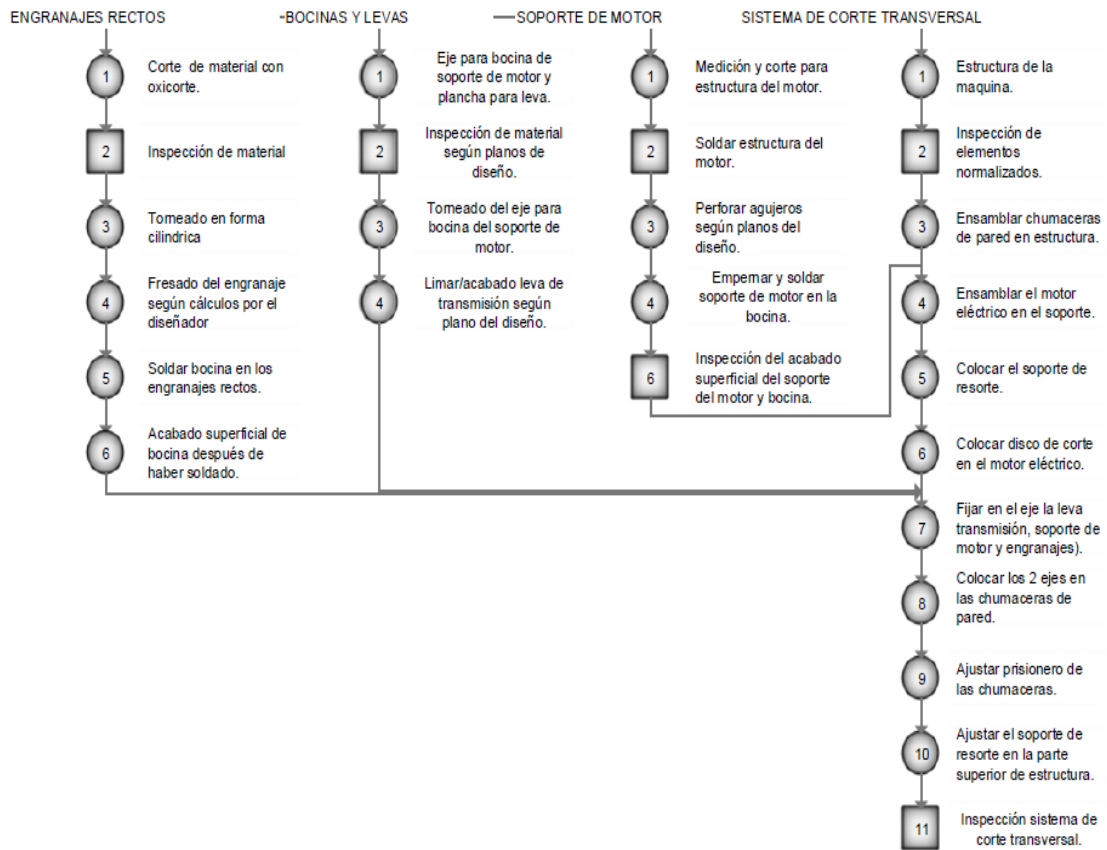 ENGRANAJES RECTOS
1
Corte de material con
oxicorte.
2
Inspección de material
3
Torneado en forma
cilindrica
4
Fresado del engranaje
según cálculos por el
diseñador
5
Soldar bocina en los
engranajes rectos.
6
Acabado superficial de
bocina después de
haber soldado.
-BOCINAS Y LEVAS
1
Eje para bocina de
soporte de motor y
plancha para leva.
2
Inspección de material
según planos de
diseño.
3
Torneado del eje para
bocina del soporte de
motor.
4
Limar/acabado leva de
transmisión según
plano del diseño.
SOPORTE DE MOTOR
1
Medición y corte para
estructura del motor.
2
Soldar estructura del
motor.
3
Perforar agujeros
según planos del
diseño.
4
Empernar y soldar
soporte de motor en la
bocina.
6
Inspección del acabado
superficial del soporte
del motor y bocina.
SISTEMA DE CORTE TRANSVERSAL
1
Estructura de la
maquina.
2
Inspección de
elementos
normalizados.
3
Ensamblar chumaceras
de pared en estructura.
4
Ensamblar el motor
eléctrico en el soporte.
5
Colocar el soporte de
resorte.
6
Colocar disco de corte
en el motor eléctrico.
7
Fijar en el eje la leva
transmisión, soporte de
motor y engranajes).
8
Colocar los 2 ejes en
las chumaceras de
pared.
9
Ajustar prisionero de
las chumaceras.
10
Ajustar el soporte de
resorte en la parte
superior de estructura.
11
Inspección sistema de
corte transversal.